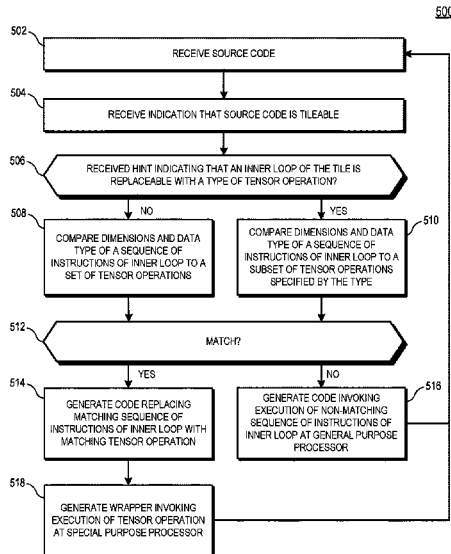 500
502
RECEIVE SOURCE CODE
504
RECEIVE INDICATION THAT SOURCE CODE IS TILEABLE
506
RECEIVED HINT INDICATING THAT AN INNER LOOP OF THE TILE IS
REPLACEABLE WITH A TYPE OF TENSOR OPERATION?
NO
YES
508
COMPARE DIMENSIONS AND DATA
TYPE OF A SEQUENCE OF
INSTRUCTIONS OF INNER LOOP TO A
SET OF TENSOR OPERATIONS
510
COMPARE DIMENSIONS AND DATA
TYPE OF A SEQUENCE OF
INSTRUCTIONS OF INNER LOOP TO A
SUBSET OF TENSOR OPERATIONS
SPECIFIED BY THE TYPE
512
MATCH?
YES
NO
514
GENERATE CODE REPLACING
MATCHING SEQUENCE OF
INSTRUCTIONS OF INNER LOOP WITH
MATCHING TENSOR OPERATION
516
GENERATE CODE INVOKING
EXECUTION OF NON-MATCHING
SEQUENCE OF INSTRUCTIONS OF
INNER LOOP AT GENERAL PURPOSE
PROCESSOR
518
GENERATE WRAPPER INVOKING
EXECUTION OF TENSOR OPERATION
AT SPECIAL PURPOSE PROCESSOR